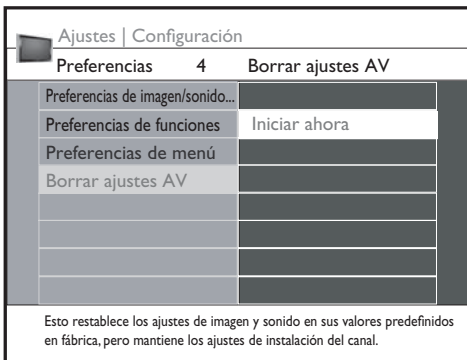 Ajustes | Configuración
Preferencias 4 Borrar ajustes AV
Preferencias de imagen/sonido...
Preferencias de funciones Iniciar ahora
Preferencias de menú
Borrar ajustes AV
Esto restablece los ajustes de imagen y sonido en sus valores predefinidos
en fábrica, pero mantiene los ajustes de instalación del canal.